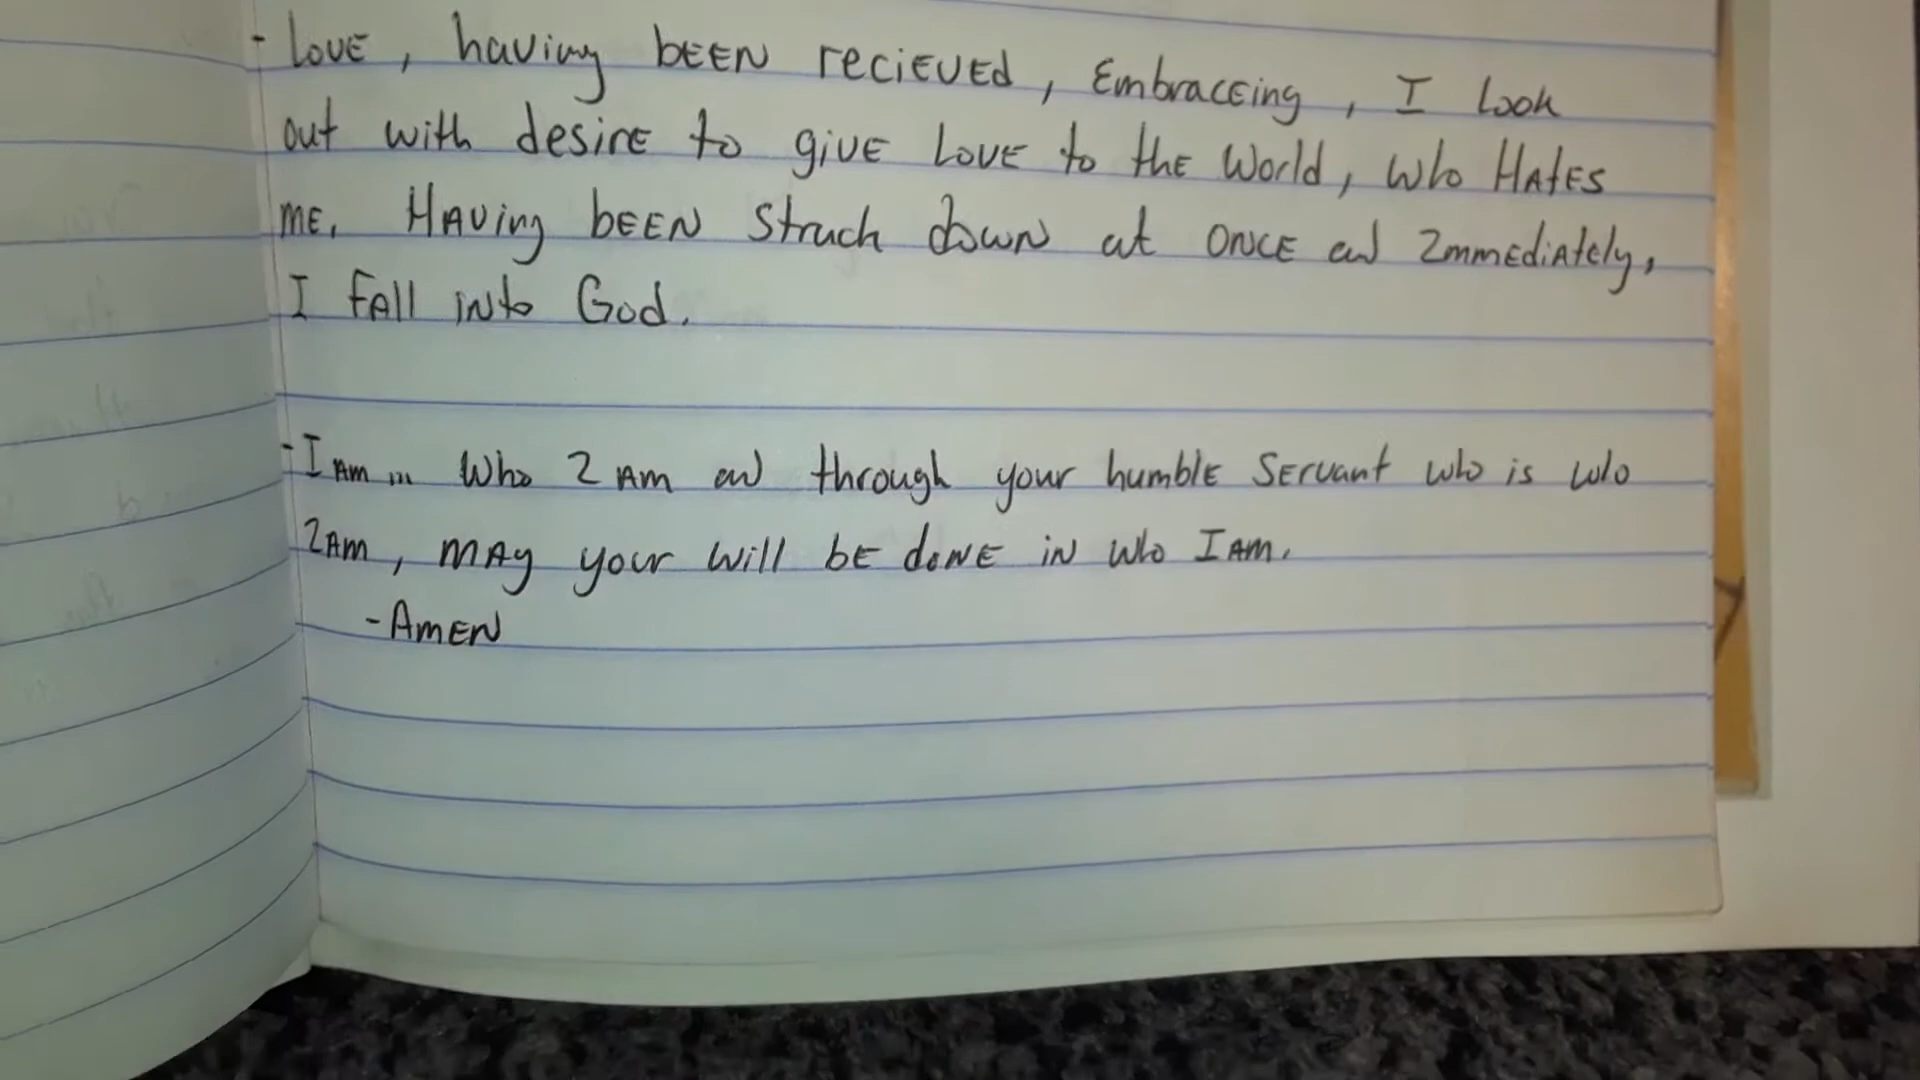 - Love, having been recieved, Embraceing, I look
out with desire to give Love to the World, who Hates
me. Having been Struck down at once and Immediately,
I fall into God.
- I am... Who I am and through your humble Servant who is who
I am, may your will be done in who I am.
- Amen